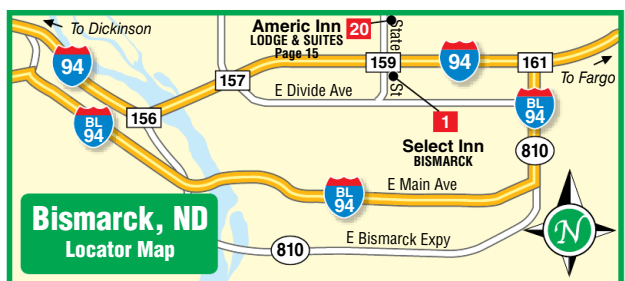 To Dickinson
Americ Inn 20
LODGE & SUITES
Page 15
State St
94
159
94
161
To Fargo
157
E Divide Ave
BL
94
156
BL
94
1
Select Inn
BISMARCK
810
E Main Ave
BL
94
Bismarck, ND
Locator Map
810
E Bismarck Expy
N